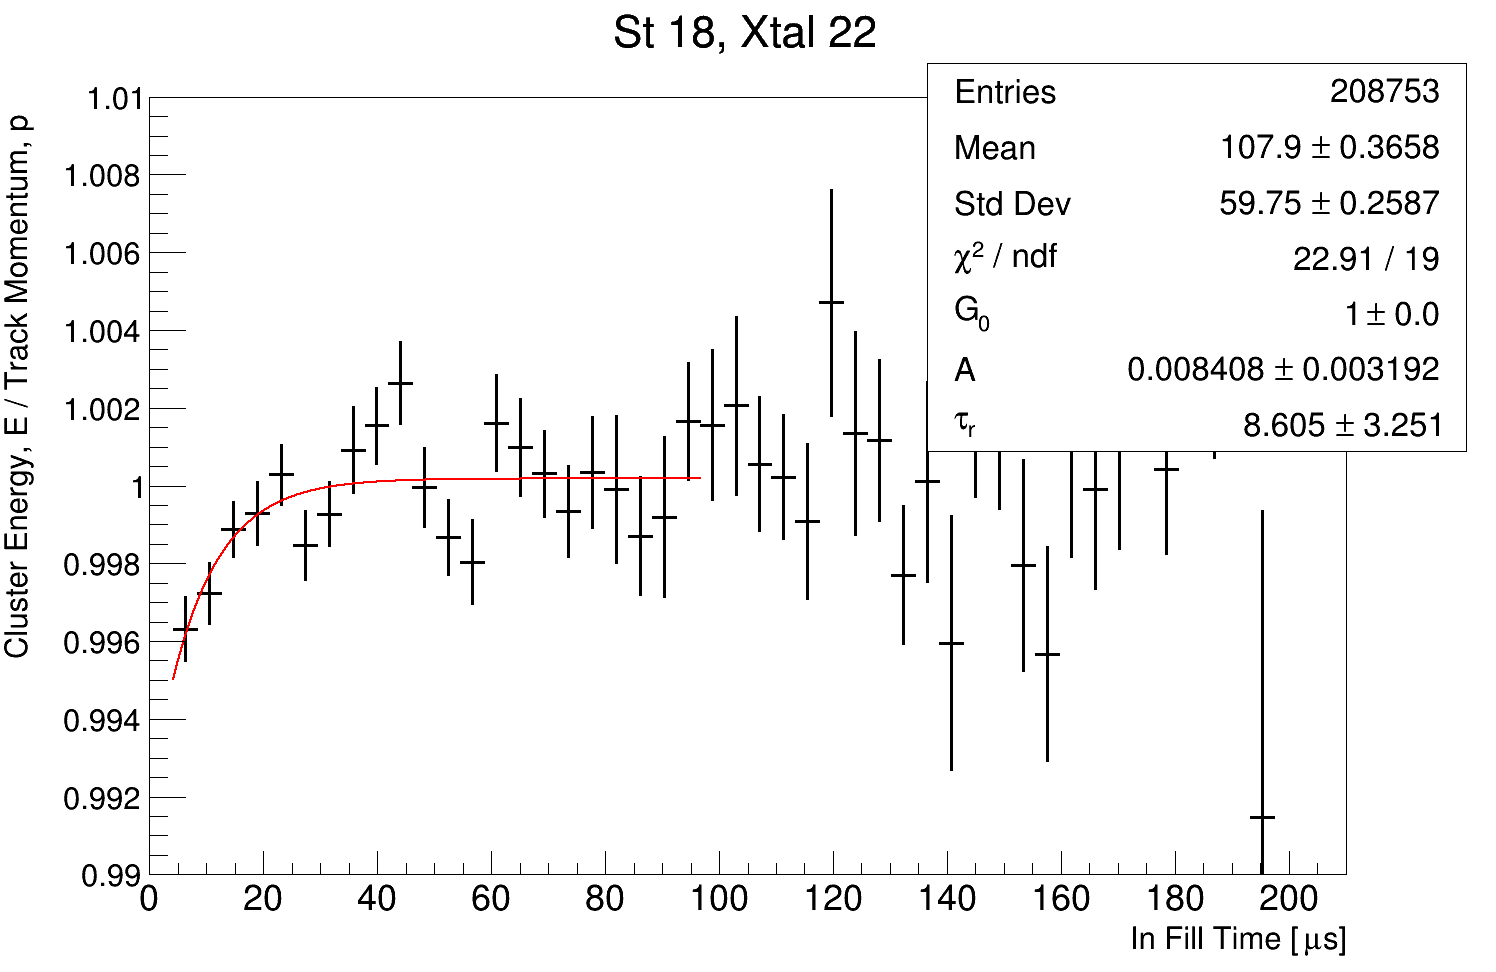 St 18, Xtal 22
Entries 208753
Mean 107.9 ± 0.3658
Std Dev 59.75 ± 0.2587
χ² / ndf 22.91 / 19
G₀ 1 ± 0.0
A 0.008408 ± 0.003192
τᵣ 8.605 ± 3.251
Cluster Energy, E / Track Momentum, p
1.01
1.008
1.006
1.004
1.002
1
0.998
0.996
0.994
0.992
0.99
0 20 40 60 80 100 120 140 160 180 200
In Fill Time [μs]